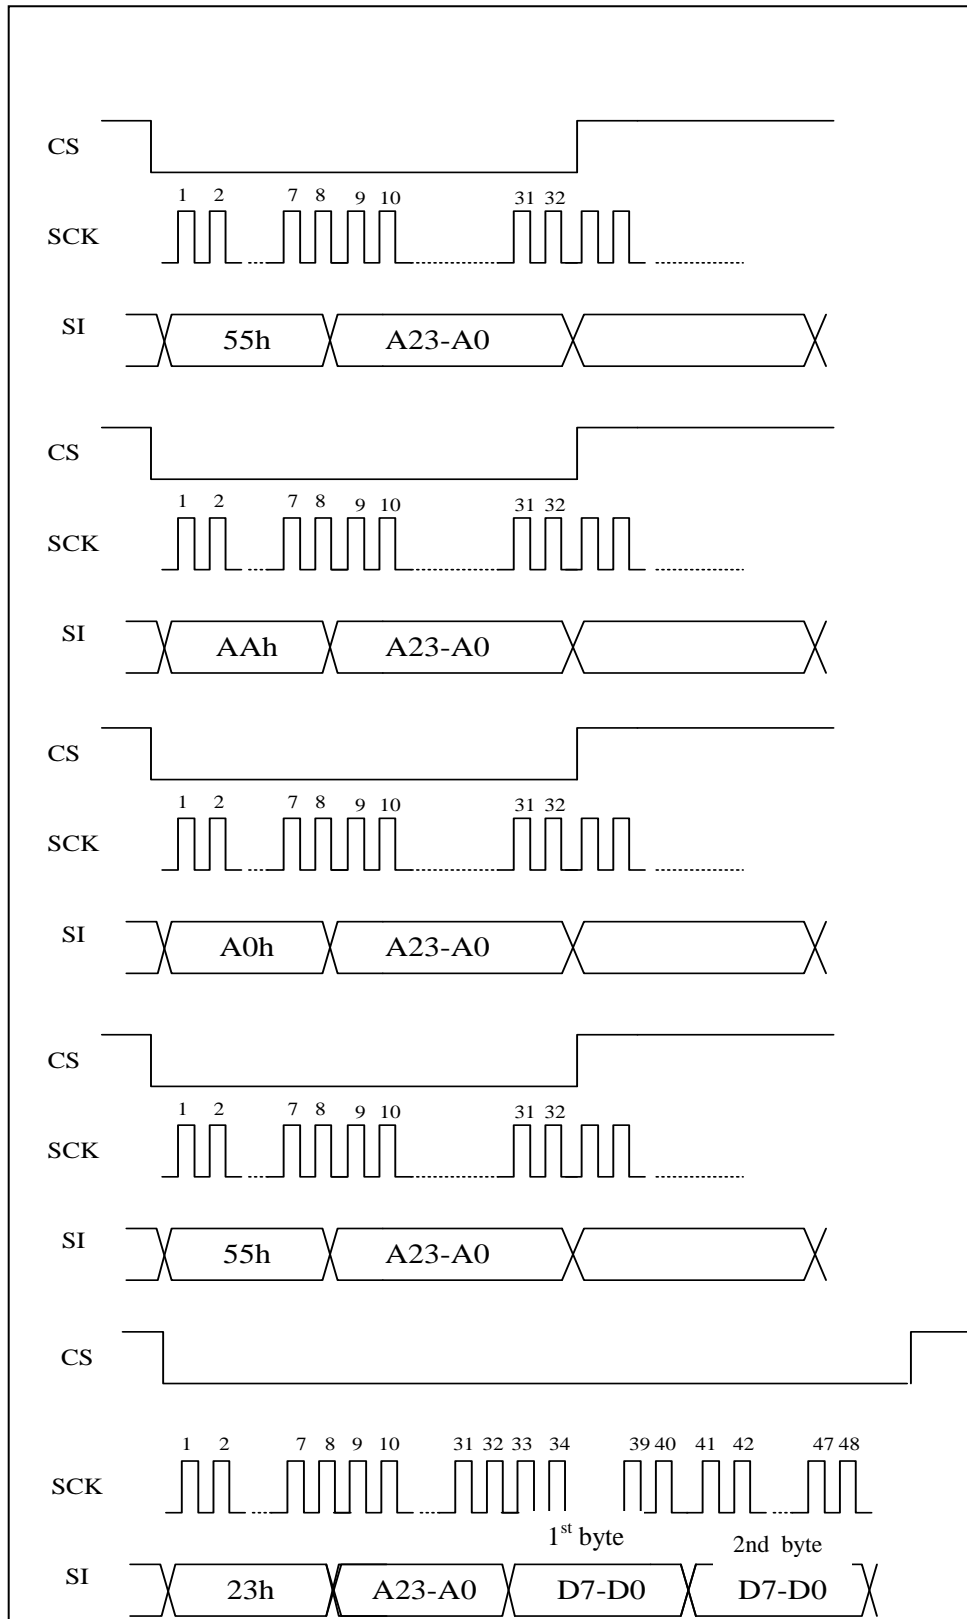 CS
1 2 7 8 9 10 31 32
SCK
SI 55h A23-A0
CS
1 2 7 8 9 10 31 32
SCK
SI AAh A23-A0
CS
1 2 7 8 9 10 31 32
SCK
SI A0h A23-A0
CS
1 2 7 8 9 10 31 32
SCK
SI 55h A23-A0
CS
1 2 7 8 9 10 31 32 33 34 39 40 41 42 47 48
SCK
1st byte 2nd byte
SI 23h A23-A0 D7-D0 D7-D0